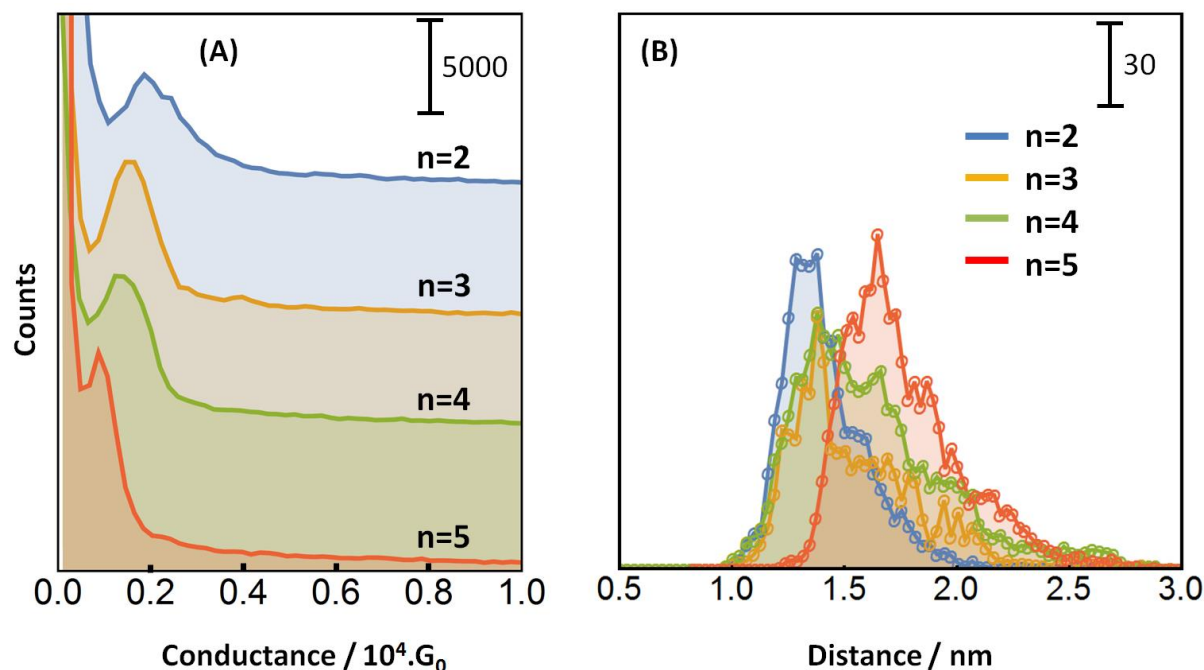 (A)
5000
n=2
n=3
n=4
n=5
Counts
0.0 0.2 0.4 0.6 0.8 1.0
Conductance / 10⁴.G₀
(B)
30
n=2
n=3
n=4
n=5
0.5 1.0 1.5 2.0 2.5 3.0
Distance / nm